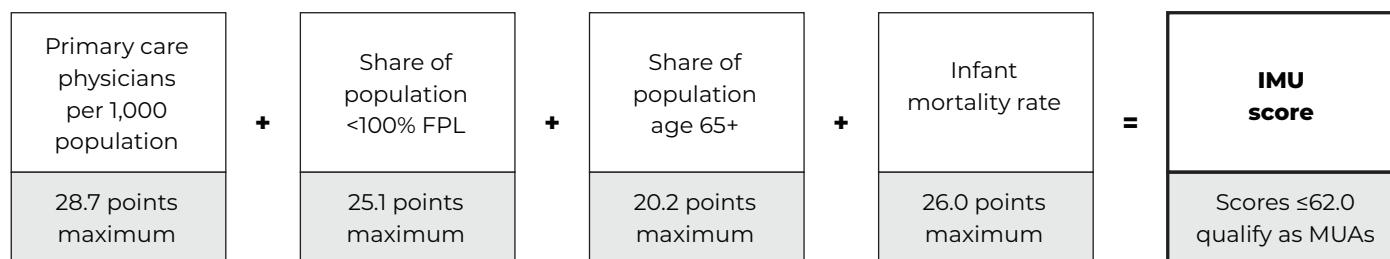 Primary care
physicians
per 1,000
population
+
Share of
population
<100% FPL
+
Share of
population
age 65+
+
Infant
mortality rate
=
IMU
score
28.7 points
maximum
25.1 points
maximum
20.2 points
maximum
26.0 points
maximum
Scores ≤62.0
qualify as MUAs